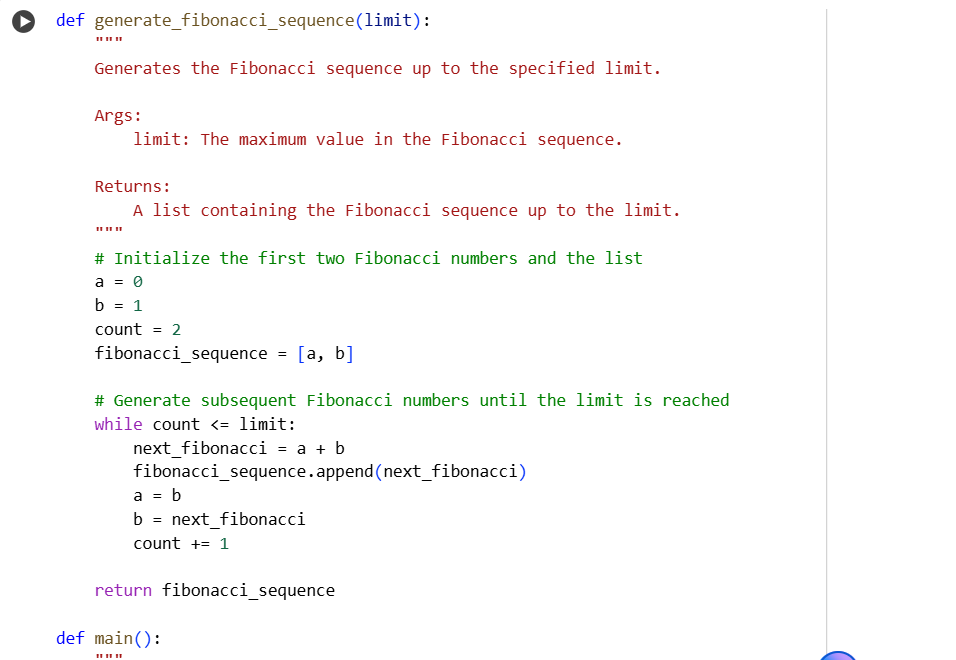 def generate_fibonacci_sequence(limit):
    """
    Generates the Fibonacci sequence up to the specified limit.

    Args:
        limit: The maximum value in the Fibonacci sequence.

    Returns:
        A list containing the Fibonacci sequence up to the limit.
    """
    # Initialize the first two Fibonacci numbers and the list
    a = 0
    b = 1
    count = 2
    fibonacci_sequence = [a, b]

    # Generate subsequent Fibonacci numbers until the limit is reached
    while count <= limit:
        next_fibonacci = a + b
        fibonacci_sequence.append(next_fibonacci)
        a = b
        b = next_fibonacci
        count += 1

    return fibonacci_sequence

def main():
    """